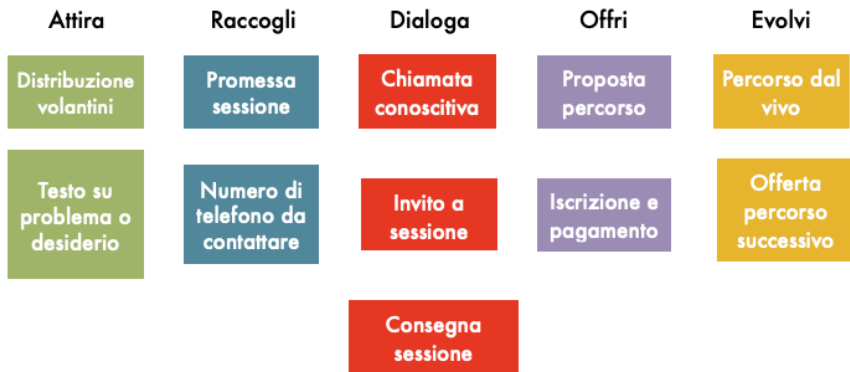 Attira
Raccogli
Dialoga
Offri
Evolvi
Distribuzione
volantini
Promessa
sessione
Chiamata
conoscitiva
Proposta
percorso
Percorso dal
vivo
Testo su
problema o
desiderio
Numero di
telefono da
contattare
Invito a
sessione
Iscrizione e
pagamento
Offerta
percorso
successivo
Consegna
sessione